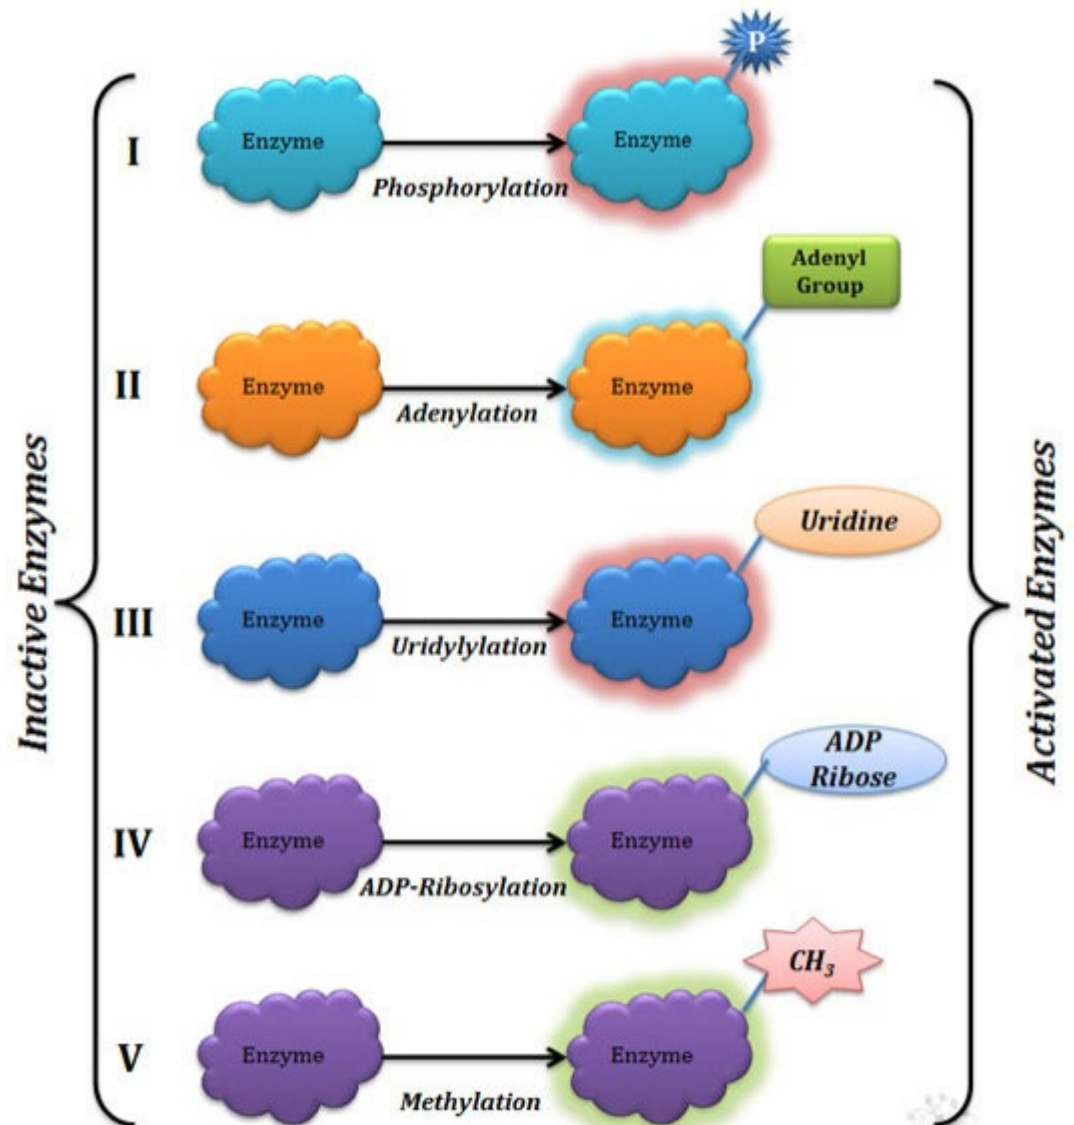 P
I
Enzyme
Enzyme
Phosphorylation
Adenyl
Group
II
Enzyme
Enzyme
Adenylation
Inactive Enzymes
Activated Enzymes
Uridine
III
Enzyme
Enzyme
Uridylylation
ADP
Ribose
IV
Enzyme
Enzyme
ADP-Ribosylation
CH₃
V
Enzyme
Enzyme
Methylation